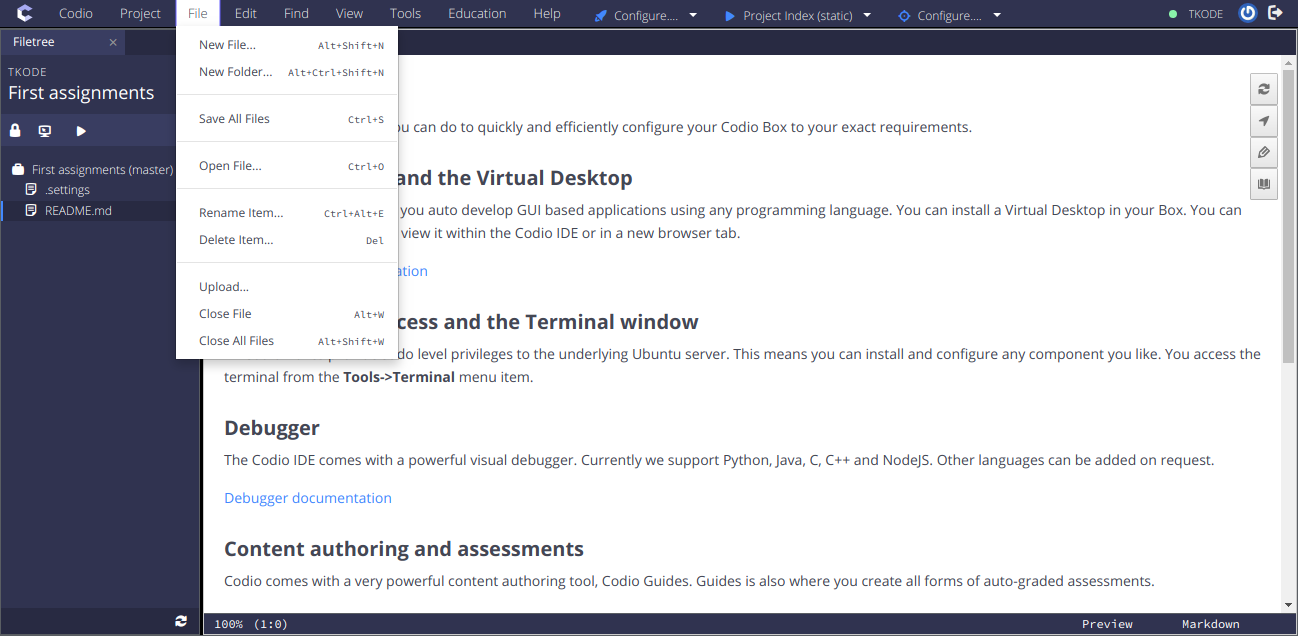 Codio Project File Edit Find View Tools Education Help Configure.... Project Index (static) Configure.... TKODE
Filetree ×
TKODE
First assignments
First assignments (master)
.settings
README.md
New File... Alt+Shift+N
New Folder... Alt+Ctrl+Shift+N
Save All Files Ctrl+S
Open File... Ctrl+O
Rename Item... Ctrl+Alt+E
Delete Item... Del
Upload...
Close File Alt+W
Close All Files Alt+Shift+W
can do to quickly and efficiently configure your Codio Box to your exact requirements.
and the Virtual Desktop
you auto develop GUI based applications using any programming language. You can install a Virtual Desktop in your Box. You can
view it within the Codio IDE or in a new browser tab.
ation
cess and the Terminal window
do level privileges to the underlying Ubuntu server. This means you can install and configure any component you like. You access the
terminal from the Tools->Terminal menu item.
Debugger
The Codio IDE comes with a powerful visual debugger. Currently we support Python, Java, C, C++ and NodeJS. Other languages can be added on request.
Debugger documentation
Content authoring and assessments
Codio comes with a very powerful content authoring tool, Codio Guides. Guides is also where you create all forms of auto-graded assessments.
100% (1:0) Preview Markdown